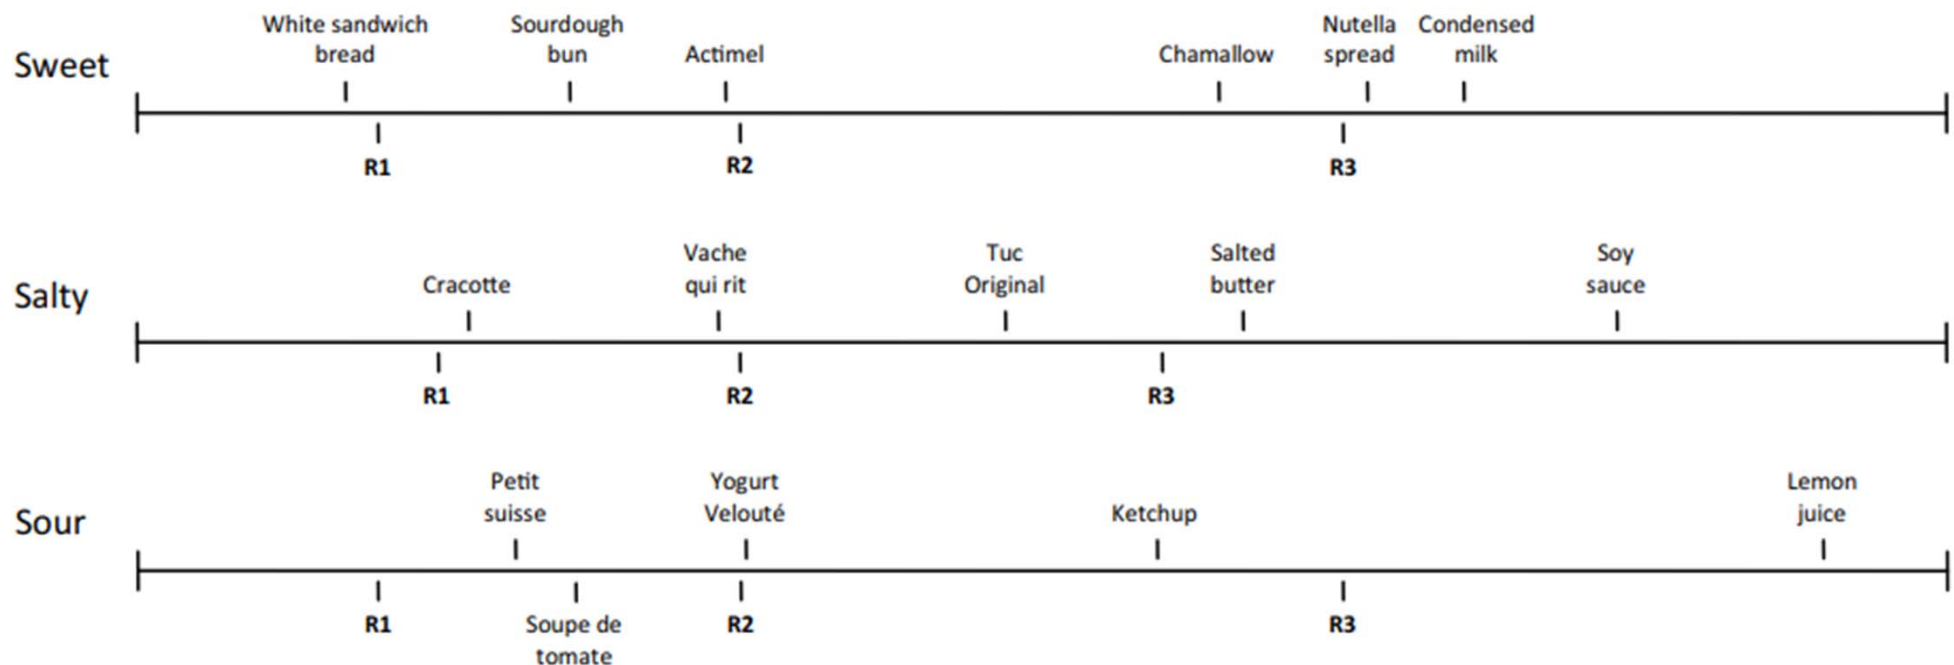 White sandwich bread
Sourdough bun
Actimel
Chamallow
Nutella spread
Condensed milk
Sweet
R1
R2
R3
Cracotte
Vache qui rit
Tuc Original
Salted butter
Soy sauce
Salty
R1
R2
R3
Petit suisse
Yogurt Velouté
Ketchup
Lemon juice
Sour
R1
Soupe de tomate
R2
R3